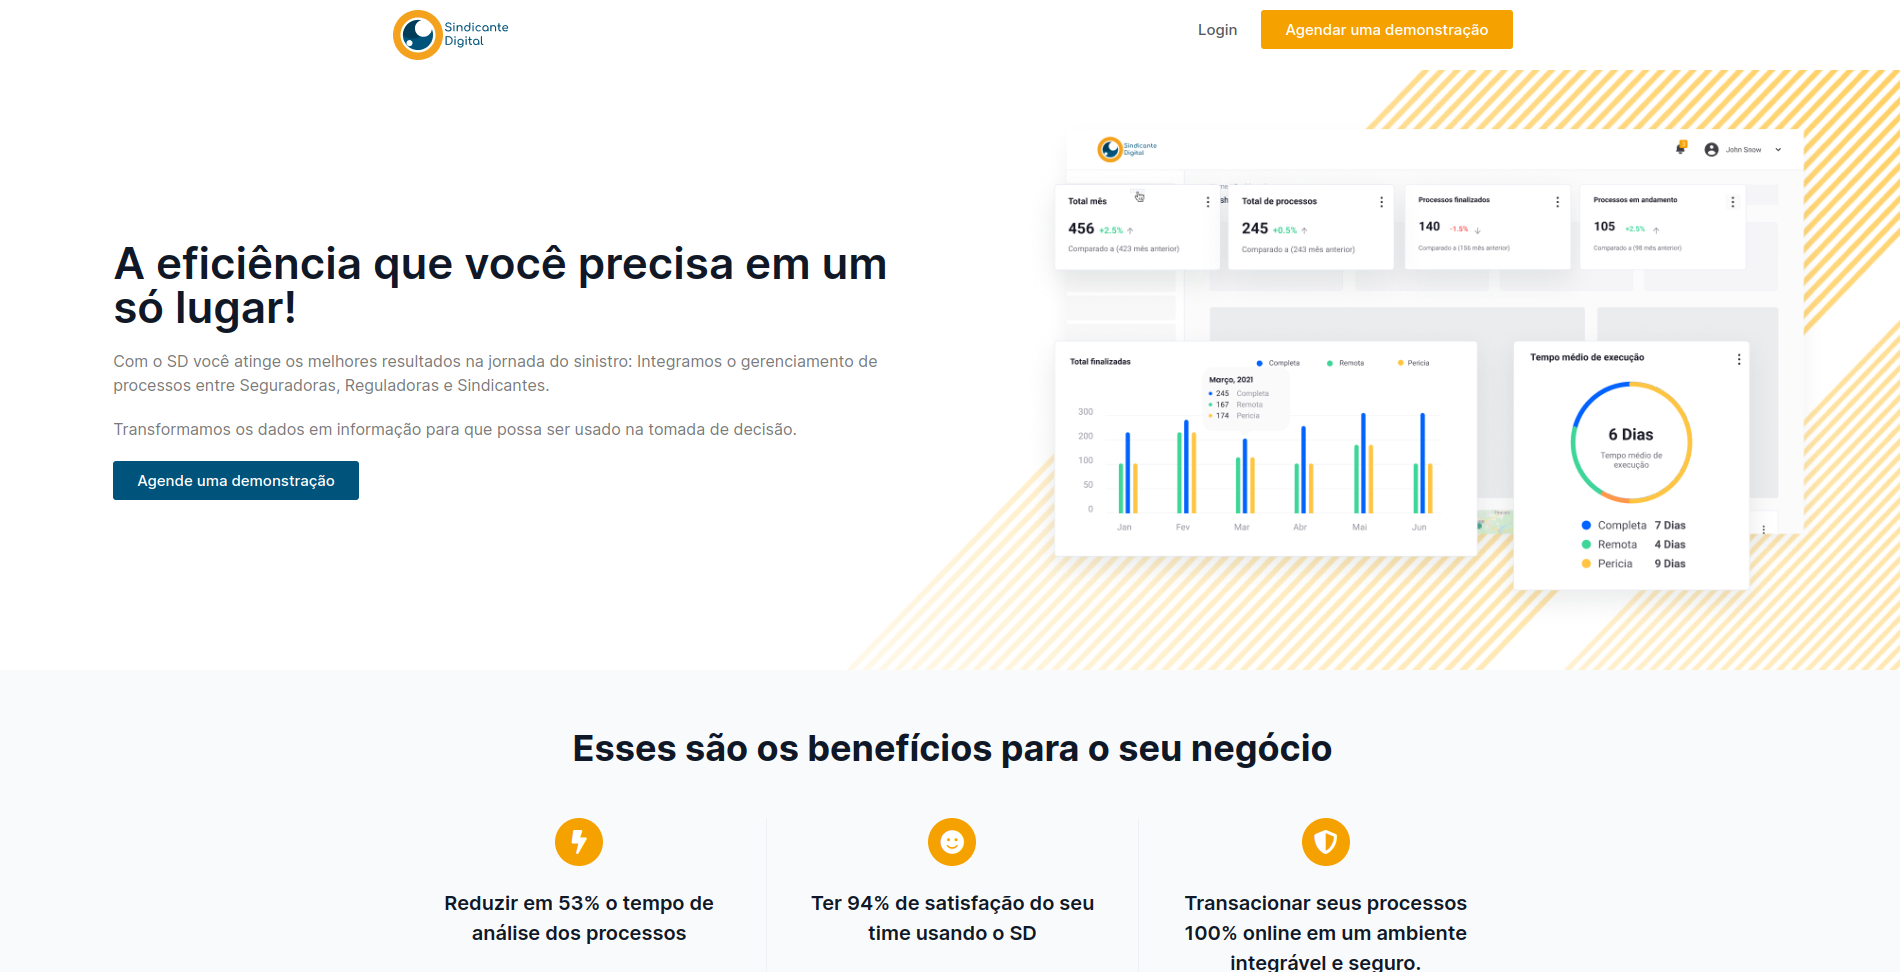 Sindicante
Digital
Login
Agendar uma demonstração
A eficiência que você precisa em um
só lugar!
Com o SD você atinge os melhores resultados na jornada do sinistro: Integramos o gerenciamento de
processos entre Seguradoras, Reguladoras e Sindicantes.
Transformamos os dados em informação para que possa ser usado na tomada de decisão.
Agende uma demonstração
Sindicante
Digital
John Snow
Total mês
456 +2.5%
Comparado a (423 mês anterior)
Total de processos
245 +0.5%
Comparado a (243 mês anterior)
Processos finalizados
140 -1.5%
Comparado a (156 mês anterior)
Processos em andamento
105 +2.5%
Comparado a (98 mês anterior)
Total finalizadas
Completa Remota Pericia
Março, 2021
245 Completa
167 Remota
174 Pericia
300
200
100
50
0
Jan Fev Mar Abr Mai Jun
Tempo médio de execução
6 Dias
Tempo médio de
execução
Completa 7 Dias
Remota 4 Dias
Pericia 9 Dias
Esses são os benefícios para o seu negócio
Reduzir em 53% o tempo de
análise dos processos
Ter 94% de satisfação do seu
time usando o SD
Transacionar seus processos
100% online em um ambiente
integrável e seguro.